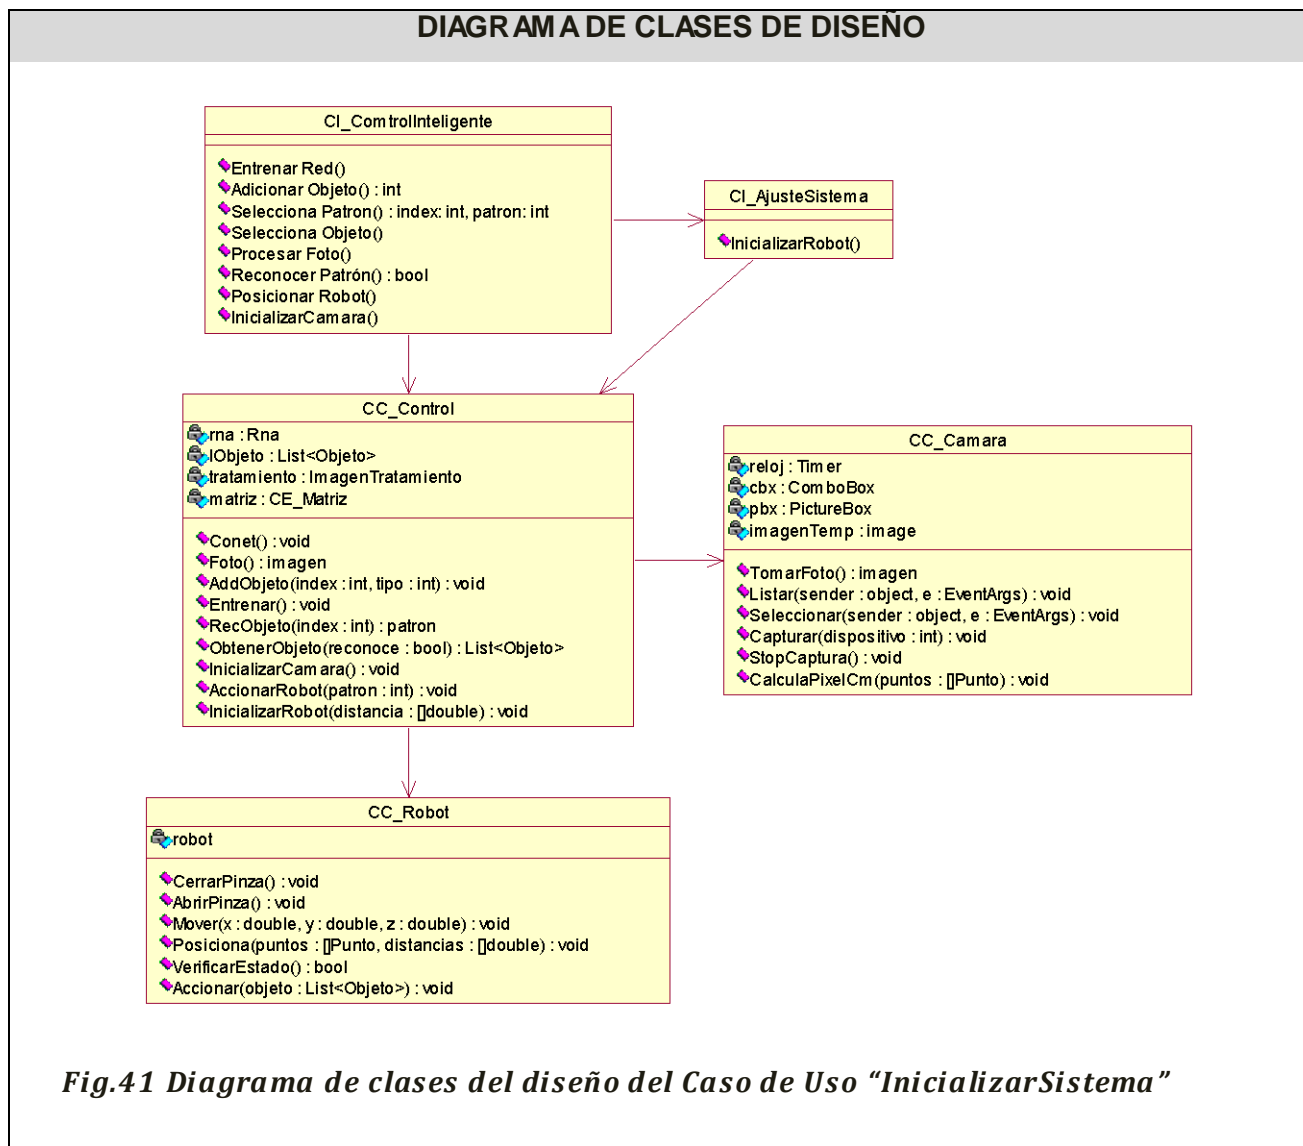 DIAGRAMA DE CLASES DE DISEÑO
CI_ComtrolInteligente
Entrenar Red()
Adicionar Objeto() : int
Selecciona Patron() : index: int, patron: int
Selecciona Objeto()
Procesar Foto()
Reconocer Patrón() : bool
Posicionar Robot()
InicializarCamara()
CI_AjusteSistema
InicializarRobot()
CC_Control
rna : Rna
lObjeto : List<Objeto>
tratamiento : ImagenTratamiento
matriz : CE_Matriz
Conet() : void
Foto() : imagen
AddObjeto(index : int, tipo : int) : void
Entrenar() : void
RecObjeto(index : int) : patron
ObtenerObjeto(reconoce : bool) : List<Objeto>
InicializarCamara() : void
AccionarRobot(patron : int) : void
InicializarRobot(distancia : []double) : void
CC_Camara
reloj : Timer
cbx : ComboBox
pbx : PictureBox
imagenTemp : image
TomarFoto() : imagen
Listar(sender : object, e : EventArgs) : void
Seleccionar(sender : object, e : EventArgs) : void
Capturar(dispositivo : int) : void
StopCaptura() : void
CalculaPixelCm(puntos : []Punto) : void
CC_Robot
robot
CerrarPinza() : void
AbrirPinza() : void
Mover(x : double, y : double, z : double) : void
Posiciona(puntos : []Punto, distancias : []double) : void
VerificarEstado() : bool
Accionar(objeto : List<Objeto>) : void
Fig.41 Diagrama de clases del diseño del Caso de Uso “InicializarSistema”